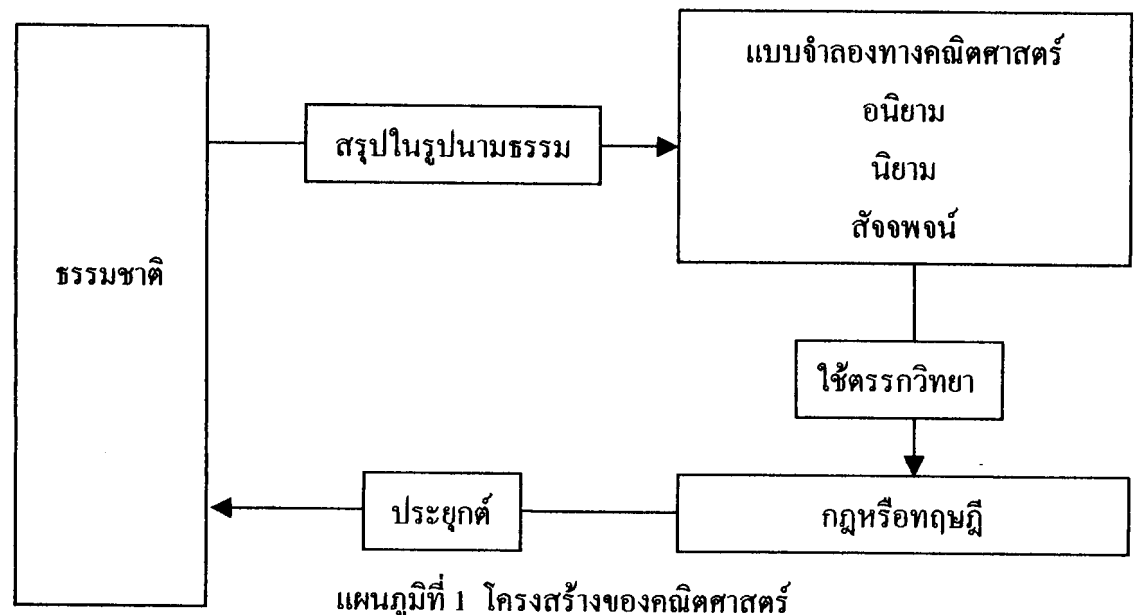 ธรรมชาติ
สรุปในรูปนามธรรม
แบบจำลองทางคณิตศาสตร์
อนิยาม
นิยาม
สัจจพจน์
ใช้ตรรกวิทยา
กฎหรือทฤษฎี
ประยุกต์
แผนภูมิที่ 1 โครงสร้างของคณิตศาสตร์